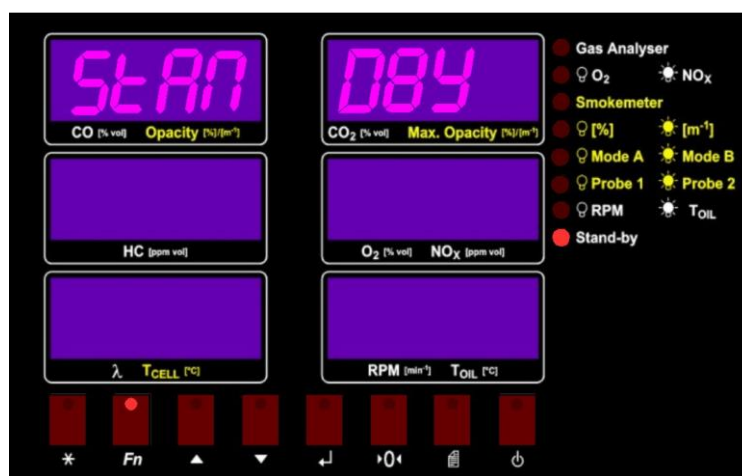 StAn
DBY
CO [% vol] Opacity [%]/[m⁻¹]
CO₂ [% vol] Max. Opacity [%]/[m⁻¹]
HC [ppm vol]
O₂ [% vol] NOX [ppm vol]
λ TCELL [°C]
RPM [min⁻¹] TOIL [°C]
Gas Analyser
O₂ NOX
Smokemeter
[%] [m⁻¹]
Mode A Mode B
Probe 1 Probe 2
RPM TOIL
Stand-by
Fn
▸0◂